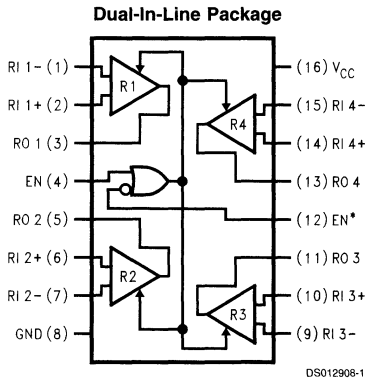 Dual-In-Line Package
RI 1- (1)
RI 1+ (2)
RO 1 (3)
EN (4)
RO 2 (5)
RI 2+ (6)
RI 2- (7)
GND (8)
R1
R2
R4
R3
(16) VCC
(15) RI 4-
(14) RI 4+
(13) RO 4
(12) EN*
(11) RO 3
(10) RI 3+
(9) RI 3-
DS012908-1